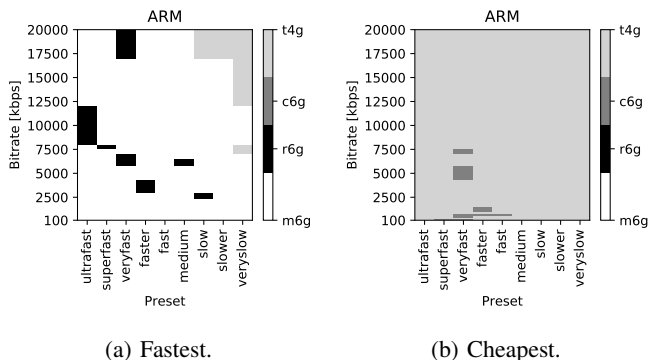 ARM
20000
17500
15000
12500
10000
7500
5000
2500
100
Bitrate [kbps]
ultrafast
superfast
veryfast
faster
fast
medium
slow
slower
veryslow
Preset
t4g
c6g
r6g
m6g
(a) Fastest.
ARM
20000
17500
15000
12500
10000
7500
5000
2500
100
Bitrate [kbps]
ultrafast
superfast
veryfast
faster
fast
medium
slow
slower
veryslow
Preset
t4g
c6g
r6g
m6g
(b) Cheapest.